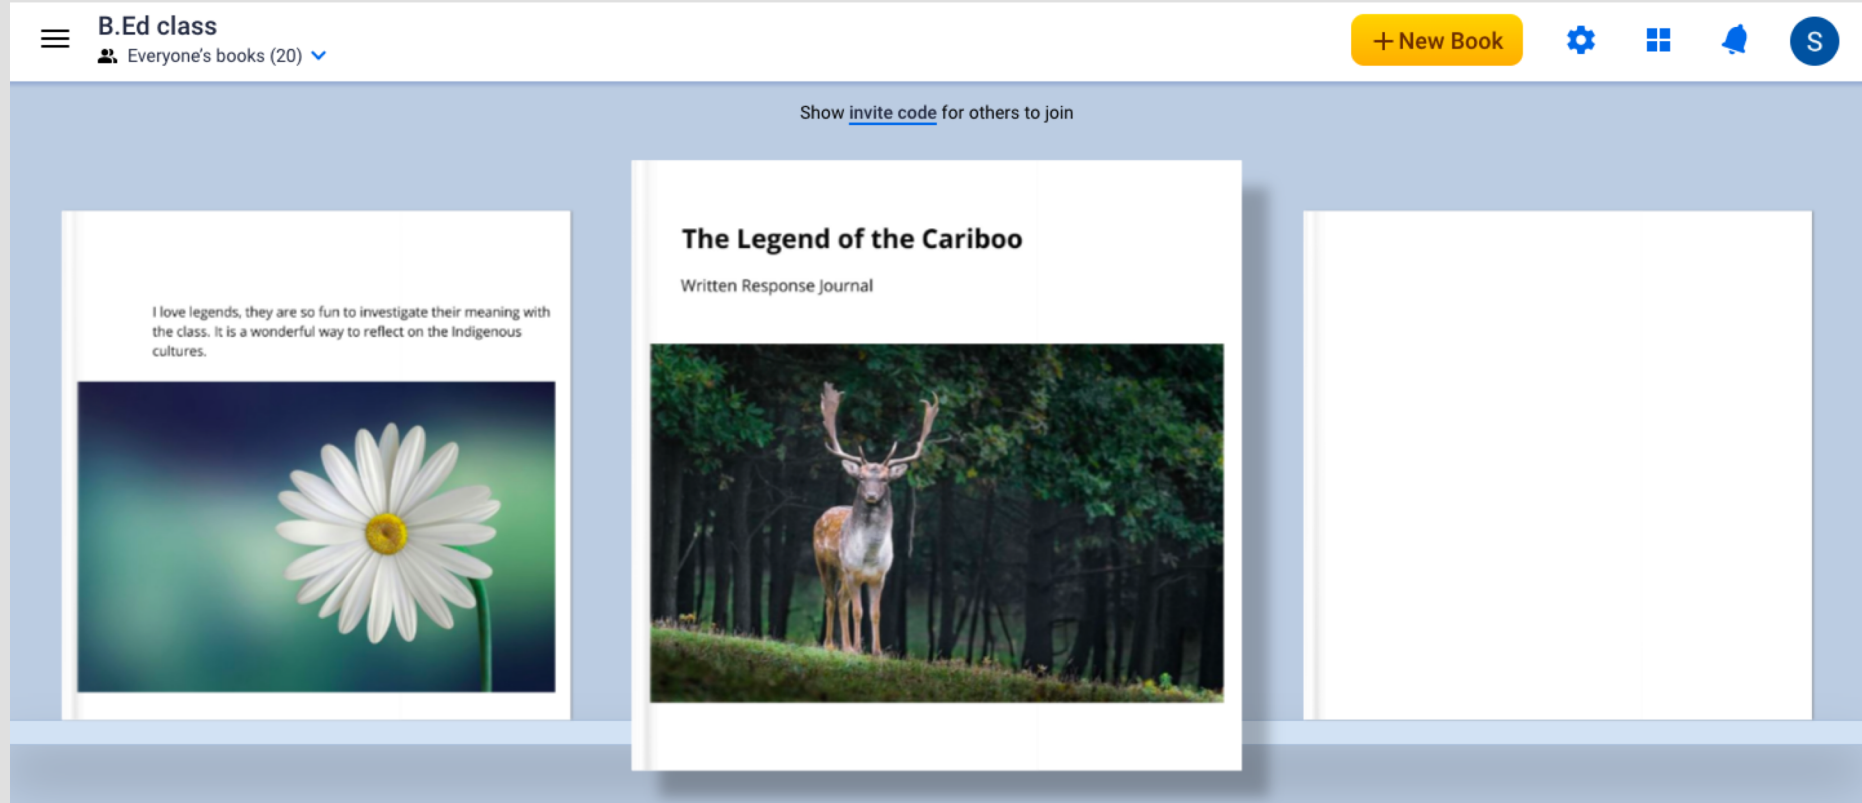 B.Ed class
Everyone's books (20)
+ New Book
S
Show invite code for others to join
I love legends, they are so fun to investigate their meaning with
the class. It is a wonderful way to reflect on the Indigenous
cultures.
The Legend of the Cariboo
Written Response Journal